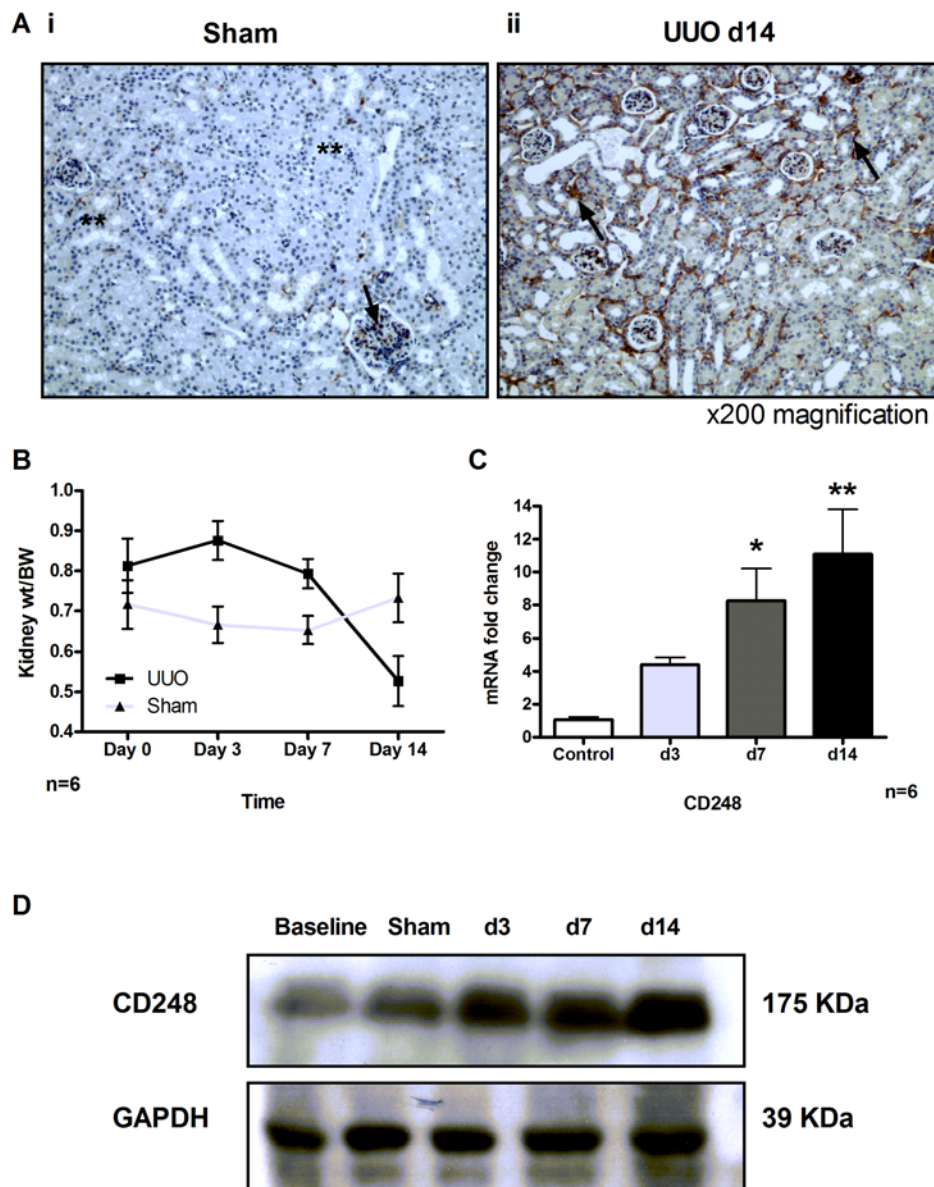 A i Sham ii UUO d14
**
**
x200 magnification
B
Kidney wt/BW
1.0
0.9
0.8
0.7
0.6
0.5
0.4
UUO
Sham
Day 0 Day 3 Day 7 Day 14
n=6
Time
C
mRNA fold change
14
12
10
8
6
4
2
0
*
**
Control d3 d7 d14
CD248
n=6
D
Baseline Sham d3 d7 d14
CD248 175 KDa
GAPDH 39 KDa